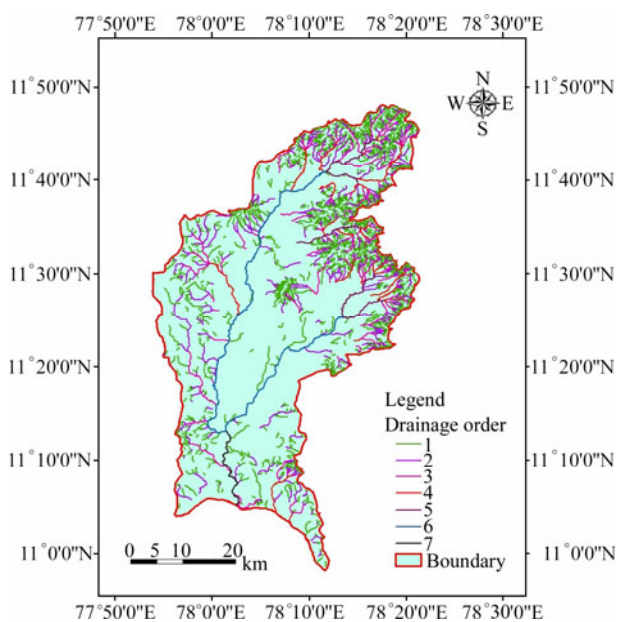 77˚50'0"E 78˚0'0"E 78˚10'0"E 78˚20'0"E 78˚30'0"E
11˚50'0"N 11˚50'0"N
N
W E
S
11˚40'0"N 11˚40'0"N
11˚30'0"N 11˚30'0"N
11˚20'0"N 11˚20'0"N
Legend
Drainage order
1
2
11˚10'0"N 3 11˚10'0"N
4
5
6
7
11˚0'0"N 0 5 10 20 Boundary 11˚0'0"N
km
77˚50'0"E 78˚0'0"E 78˚10'0"E 78˚20'0"E 78˚30'0"E